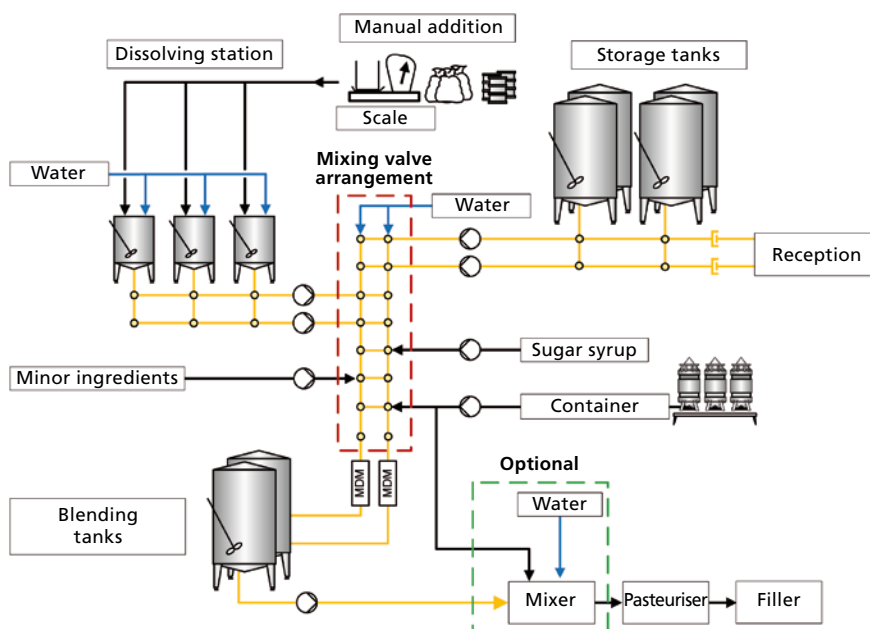 Manual addition
Dissolving station
Storage tanks
Scale
Mixing valve
arrangement
Water
Water
Reception
Sugar syrup
Minor ingredients
Container
Optional
MDM
MDM
Water
Blending
tanks
Mixer
Pasteuriser
Filler